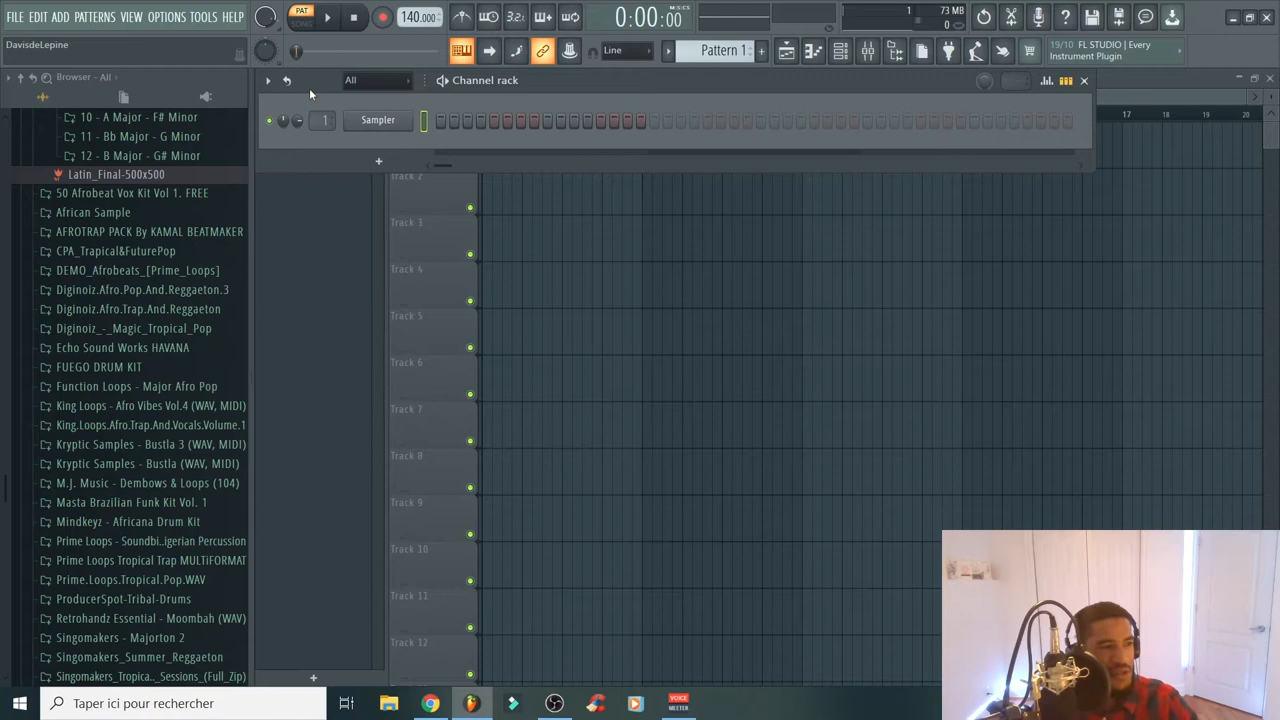 FILE EDIT ADD PATTERNS VIEW OPTIONS TOOLS HELP
PAT
SONG
140.000
3.2.
0:00:00
M:S:CS
1
73 MB
0
DavisdeLepine
Line
Pattern 1
19/10 FL STUDIO | Every
Instrument Plugin
Browser - All
All
Channel rack
1
Sampler
17
18
19
20
10 - A Major - F# Minor
11 - Bb Major - G Minor
12 - B Major - G# Minor
Latin_Final-500x500
50 Afrobeat Vox Kit Vol 1. FREE
African Sample
AFROTRAP PACK By KAMAL BEATMAKER
CPA_Trapical&FuturePop
DEMO_Afrobeats_[Prime_Loops]
Diginoiz.Afro.Pop.And.Reggaeton.3
Diginoiz.Afro.Trap.And.Reggaeton
Diginoiz_-_Magic_Tropical_Pop
Echo Sound Works HAVANA
FUEGO DRUM KIT
Function Loops - Major Afro Pop
King Loops - Afro Vibes Vol.4 (WAV, MIDI)
King.Loops.Afro.Trap.And.Vocals.Volume.1
Kryptic Samples - Bustla 3 (WAV, MIDI)
Kryptic Samples - Bustla (WAV, MIDI)
M.J. Music - Dembows & Loops (104)
Masta Brazilian Funk Kit Vol. 1
Mindkeyz - Africana Drum Kit
Prime Loops - Soundbi..igerian Percussion
Prime Loops Tropical Trap MULTiFORMAT
Prime.Loops.Tropical.Pop.WAV
ProducerSpot-Tribal-Drums
Retrohandz Essential - Moombah (WAV)
Singomakers - Majorton 2
Singomakers_Summer_Reggaeton
Singomakers_Tropica.._Sessions_(Full_Zip)
Track 2
Track 3
Track 4
Track 5
Track 6
Track 7
Track 8
Track 9
Track 10
Track 11
Track 12
Taper ici pour rechercher
VOICE
MEETER